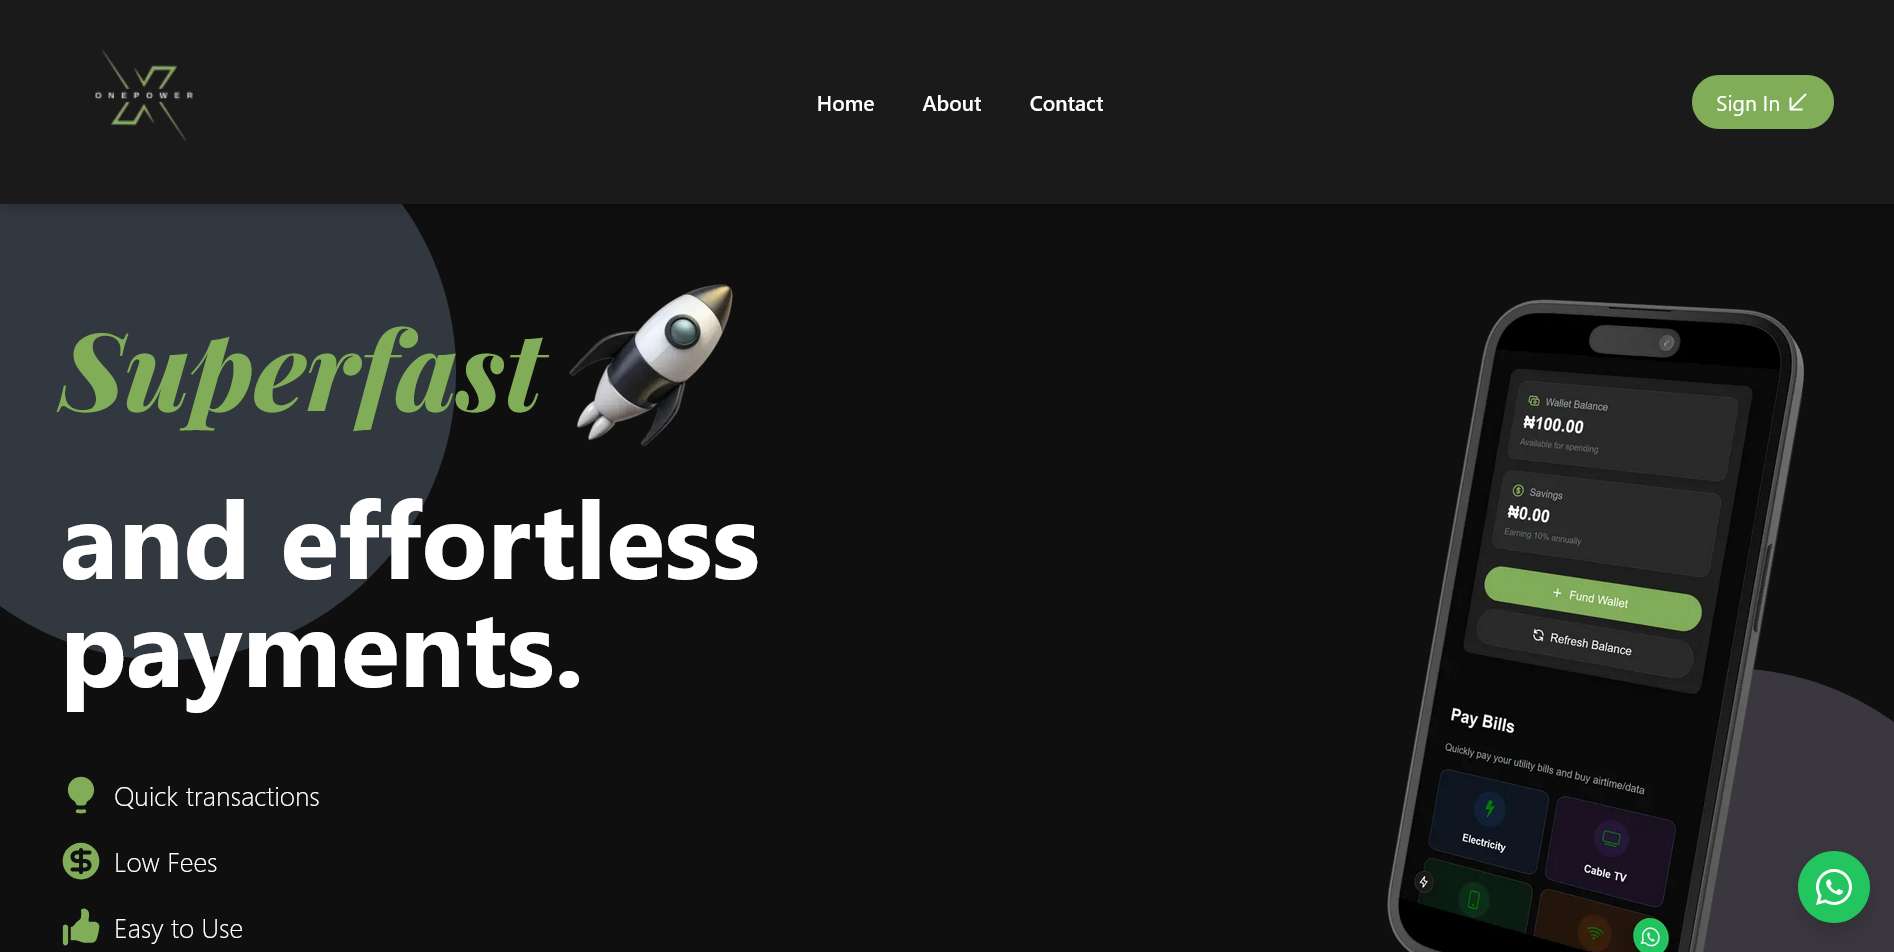 ONEPOWER
Home
About
Contact
Sign In
Superfast
and effortless
payments.
Quick transactions
Low Fees
Easy to Use
Wallet Balance
₦100.00
Available for spending
Savings
₦0.00
Earning 10% annually
+ Fund Wallet
Refresh Balance
Pay Bills
Quickly pay your utility bills and buy airtime/data
Electricity
Cable TV